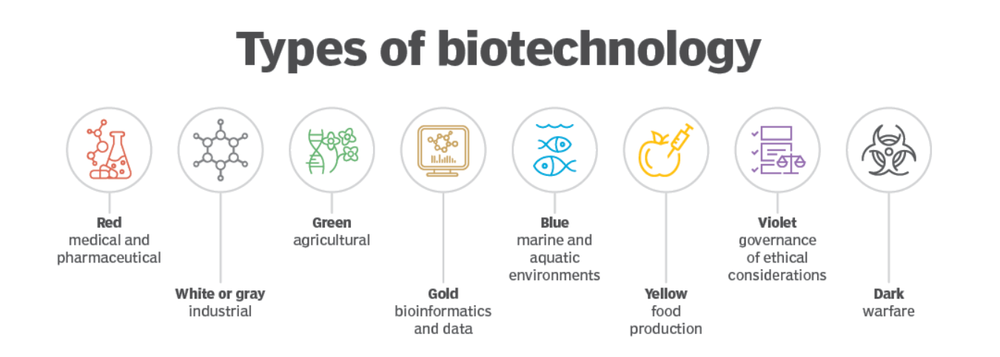 Types of biotechnology
Red
medical and
pharmaceutical
White or gray
industrial
Green
agricultural
Gold
bioinformatics
and data
Blue
marine and
aquatic
environments
Yellow
food
production
Violet
governance
of ethical
considerations
Dark
warfare